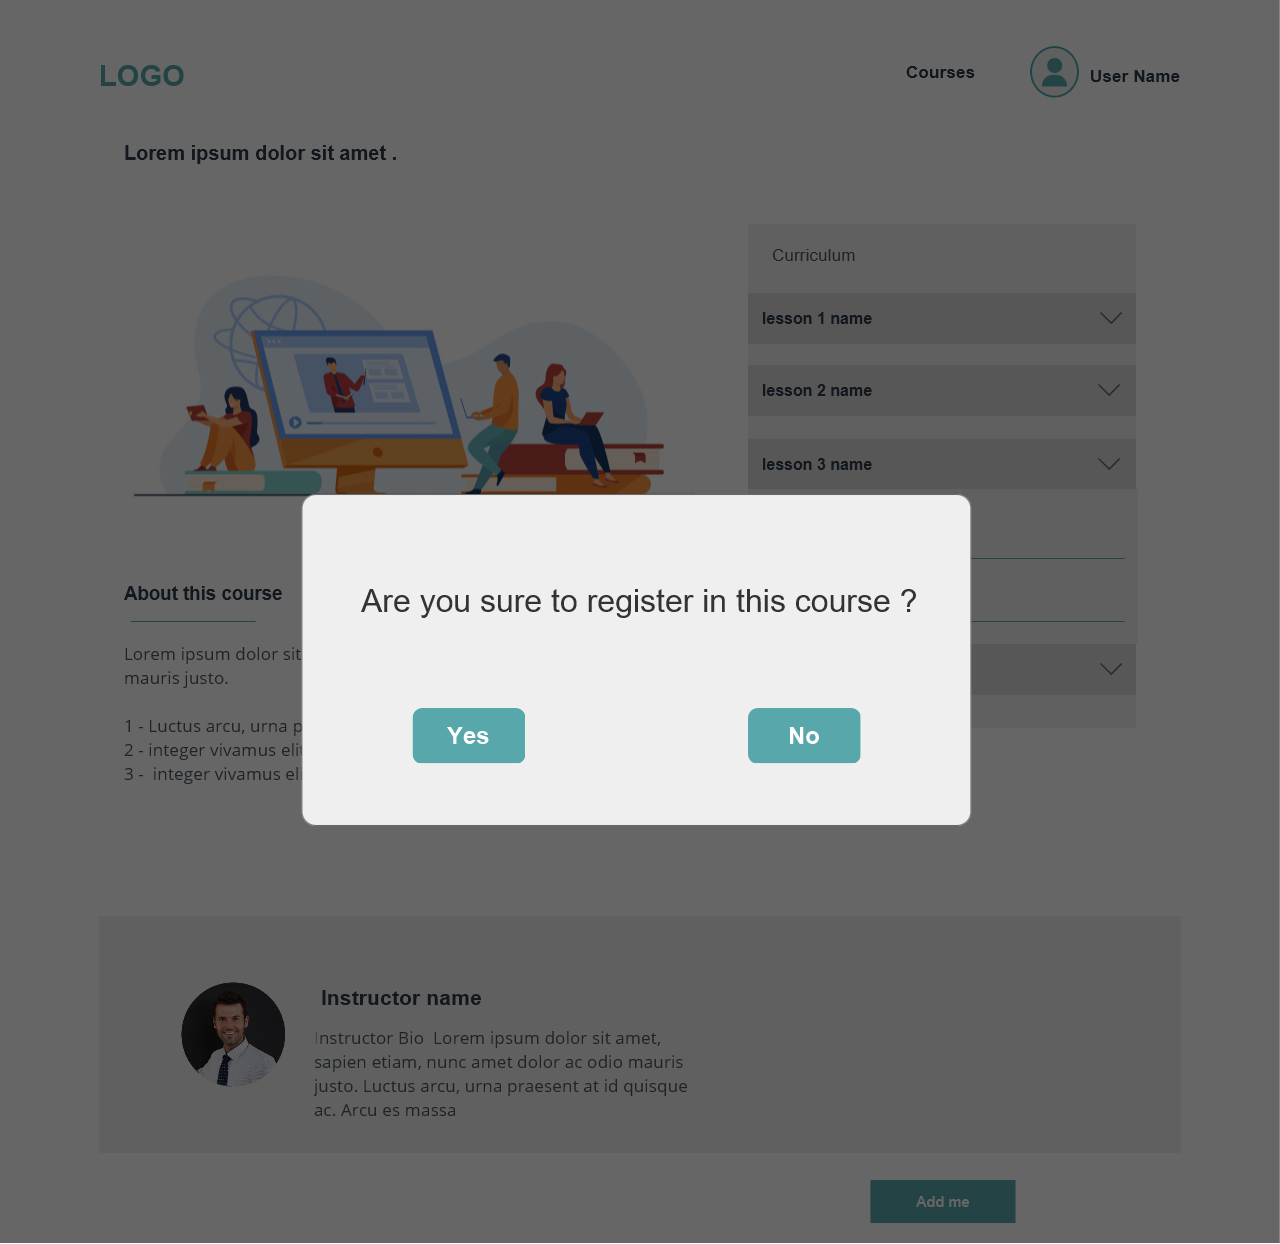 LOGO
Courses
User Name
Lorem ipsum dolor sit amet .
Curriculum
lesson 1 name
lesson 2 name
lesson 3 name
Are you sure to register in this course ?
Yes
No
About this course
Lorem ipsum dolor sit
mauris justo.
1 - Luctus arcu, urna p
2 - integer vivamus elit
3 -  integer vivamus eli
Instructor name
Instructor Bio  Lorem ipsum dolor sit amet,
sapien etiam, nunc amet dolor ac odio mauris
justo. Luctus arcu, urna praesent at id quisque
ac. Arcu es massa
Add me